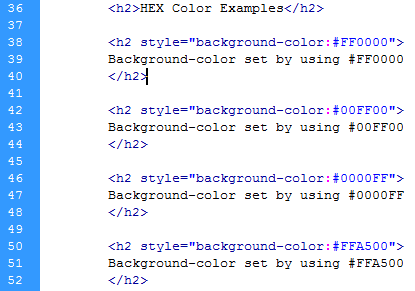 36 <h2>HEX Color Examples</h2>
37
38 <h2 style="background-color:#FF0000">
39 Background-color set by using #FF0000
40 </h2>
41
42 <h2 style="background-color:#00FF00">
43 Background-color set by using #00FF00
44 </h2>
45
46 <h2 style="background-color:#0000FF">
47 Background-color set by using #0000FF
48 </h2>
49
50 <h2 style="background-color:#FFA500">
51 Background-color set by using #FFA500
52 </h2>